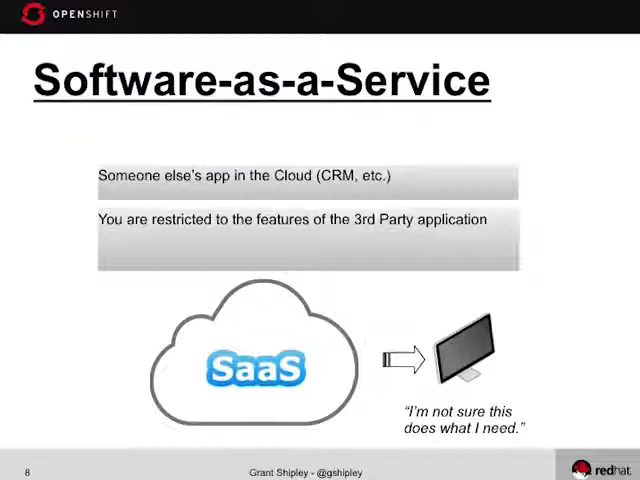 OPENSHIFT
Software-as-a-Service
Someone else’s app in the Cloud (CRM, etc.)
You are restricted to the features of the 3rd Party application
SaaS
“I’m not sure this
does what I need.”
8
Grant Shipley - @gshipley
redhat.